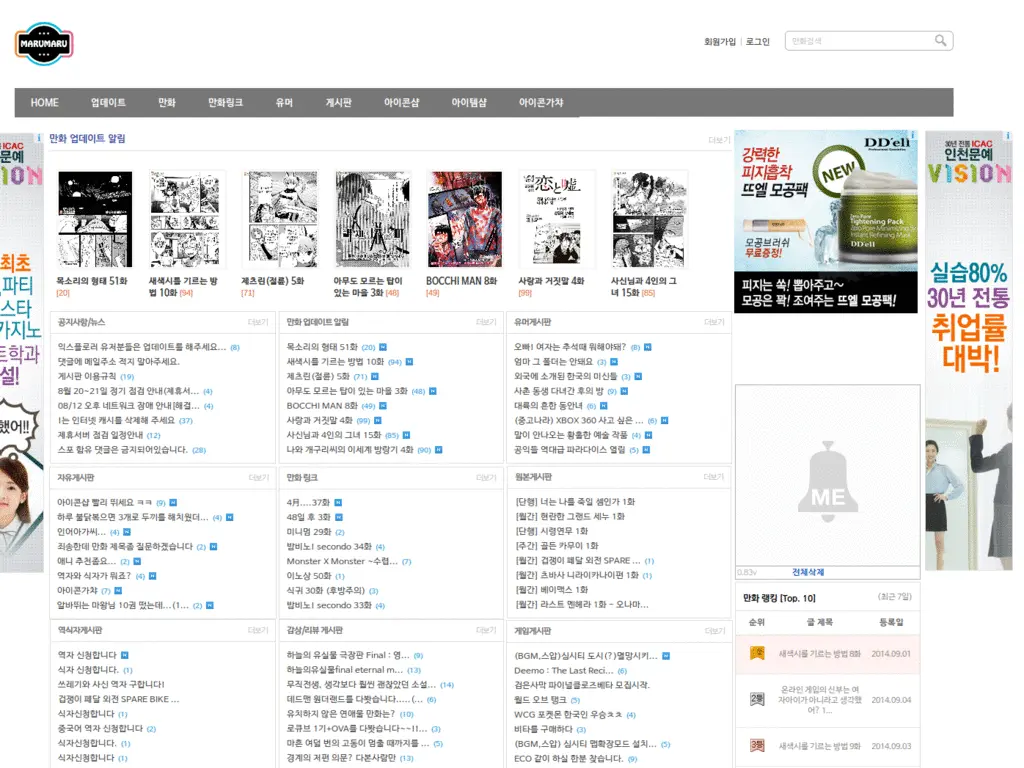 MARUMARU
회원가입 | 로그인
만화검색
HOME 업데이트 만화 만화링크 유머 게시판 아이콘샵 아이템샵 아이콘가챠
만화 업데이트 알림
더보기
목소리의 형태 51화
[20]
새색시를 기르는 방
법 10화 [94]
제츠린(절륜) 5화
[71]
아무도 모르는 탑이
있는 마을 3화 [48]
BOCCHI MAN 8화
[49]
사랑과 거짓말 4화
[99]
사신님과 4인의 그
녀 15화 [85]
恋と嘘
공지사항/뉴스 더보기
익스플로러 유저분들은 업데이트를 해주세요... (8)
댓글에 메일주소 적지 말아주세요.
게시판 이용규칙 (19)
8월 20~21일 정기 점검 안내(제휴서... (4)
08/12 오후 네트워크 장애 안내[해결... (4)
!는 인터넷 캐시를 삭제해 주세요 (37)
제휴서버 점검 일정안내 (12)
스포 함유 댓글은 금지되어있습니다. (28)
만화 업데이트 알림 더보기
목소리의 형태 51화 (20)
새색시를 기르는 방법 10화 (94)
제츠린(절륜) 5화 (71)
아무도 모르는 탑이 있는 마을 3화 (48)
BOCCHI MAN 8화 (49)
사랑과 거짓말 4화 (99)
사신님과 4인의 그녀 15화 (85)
나와 개구리씨의 이세계 방랑기 4화 (90)
유머게시판 더보기
오빠! 여자는 추석때 뭐해야돼? (8)
엄마 그 폴더는 안돼요 (3)
외국에 소개된 한국의 미신들 (3)
사촌 동생 다녀간 후의 방 (9)
대륙의 흔한 동안녀 (6)
(중고나라) XBOX 360 사고 싶은 ... (6)
말이 안나오는 황홀한 예술 작품 (4)
공익들 역대급 파라다이스 열림 (5)
자유게시판 더보기
아이콘샵 빨리 뛰세요 ㅋㅋ (9)
하루 불닭볶으면 3개로 두끼를 해치웠더... (4)
인어아가씨... (4)
죄송한데 만화 제목좀 질문하겠습니다 (2)
애니 추천좀요... (2)
역자와 식자가 뭐죠? (4)
아이콘가챠 (7)
알바뛰는 마왕님 10권 떴는데...(1... (2)
만화 링크 더보기
4月....37화
48일 후 3화
미니멈 29화 (2)
밤비노! secondo 34화 (4)
Monster X Monster ~수렵... (7)
이노상 50화 (1)
식귀 30화 (후방주의) (3)
밤비노! secondo 33화 (4)
원본게시판 더보기
[단행] 너는 나를 죽일 셈인가 1화
[월간] 현란한 그랜드 세누 1화
[단행] 시령연무 1화
[주간] 골든 카무이 1화
[월간] 겁쟁이 페달 외전 SPARE ... (1)
[월간] 츠바사 니라이카나이편 1화 (1)
[월간] 베이맥스 1화
[월간] 라스트 멘헤라 1화 - 오나마...
역식자게시판 더보기
역자 신청합니다
식자 신청합니다. (1)
쓰레기와 사신 역자 구합니다!
겁쟁이 페달 외전 SPARE BIKE ...
식자신청합니다 (1)
중국어 역자 신청합니다 (2)
식자신청합니다. (1)
식자신청합니다 (1)
감상/리뷰 게시판 더보기
하늘의 유실물 극장판 Final : 영... (9)
하늘의유실물final eternal m... (13)
무직전생, 생각보다 훨씬 괜찮았던 소설... (14)
데드맨 원더랜드를 다봣습니다.....(... (6)
유치하지 않은 연애물 만화는? (10)
로큐브 1기+OVA를 다봣습니다~~!!... (3)
마흔 여덟 번의 고동이 멈출 때까지를 ... (5)
경계의 저편 의문? 다본사람만 (13)
게임게시판 더보기
(BGM,스압)심시티 도시(?)멸망시키...
Deemo : The Last Reci... (6)
검은사막 파이널클로즈베타 모집시작.
월드 오브 탱크 (5)
WCG 포켓몬 한국인 우승ㅋㅋ (4)
비타를 구매하다 (3)
(BGM,스압) 심시티 맵확장모드 설치... (5)
ECO 같이 하실 한분 찾습니다. (9)
강력한
피지흡착
뜨엘 모공팩
DD'eli
NEW
모공브러쉬
무료증정!
Tightening Pack
DD'ell
피지는 쏙! 뽑아주고~
모공은 꽉! 조여주는 뜨엘 모공팩
ME
0.83v 전체삭제
만화 랭킹 [Top. 10] (최근 7일)
순위 글 제목 등록일
1 새색시를 기르는 방법 8화 2014.09.01
2 온라인 게임의 신부는 여
자아이가 아니라고 생각했
어? 1... 2014.09.04
3 새색시를 기르는 방법 9화 2014.09.03
30년 전통 ICAC
인천문예
VISION
실습80%
30년 전통
취업률
대박!
ICAC
문예
ION
최초
파티
스타
가지노
트학과
설!
했어!!